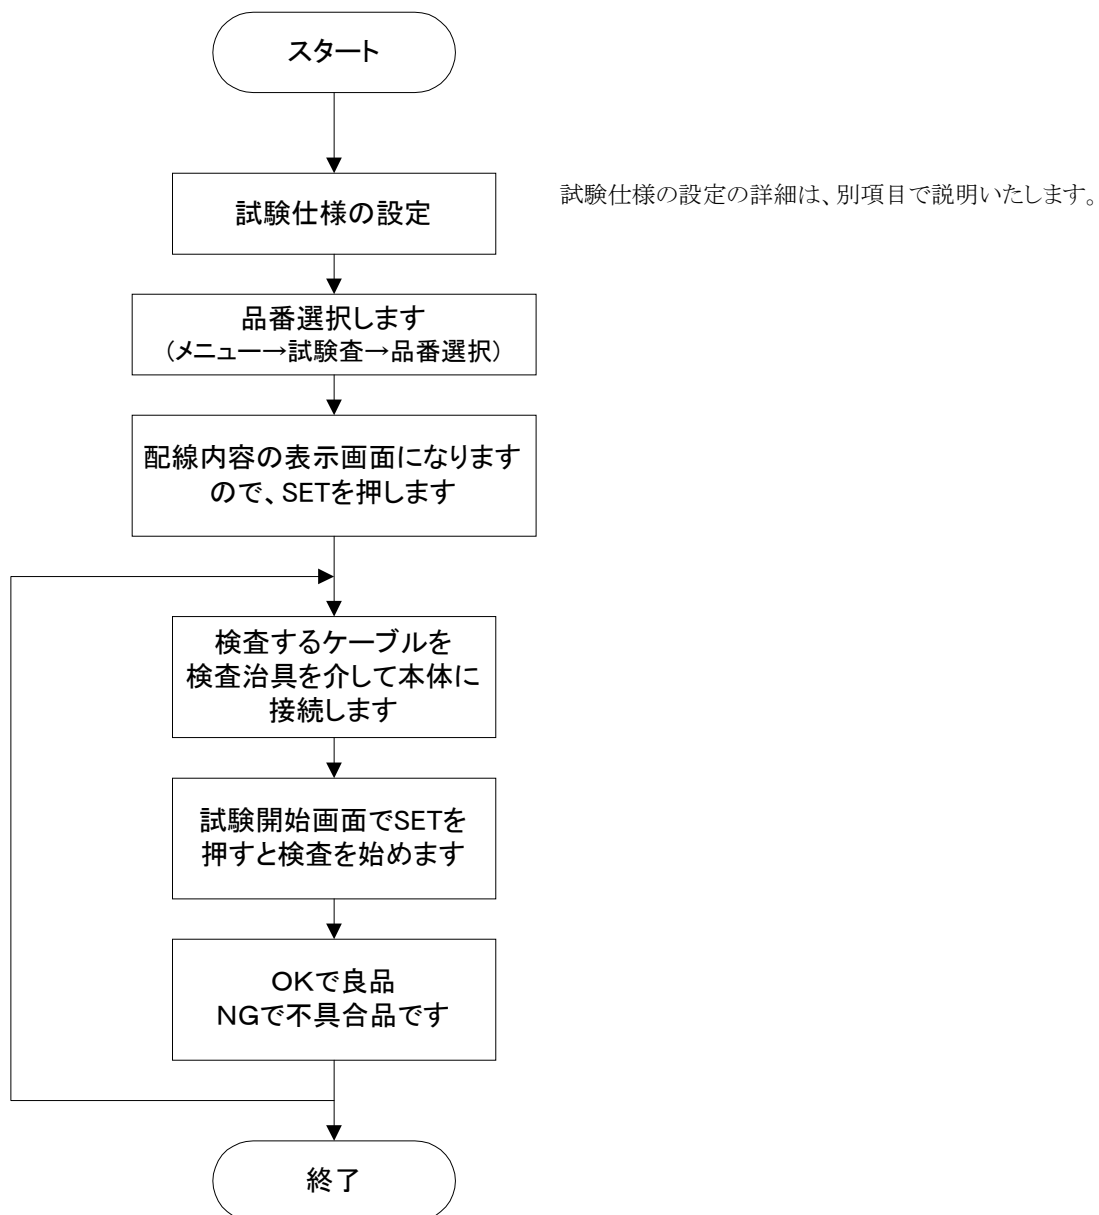 スタート
試験仕様の設定
試験仕様の設定の詳細は、別項目で説明いたします。
品番選択します
（メニュー→試験査→品番選択）
配線内容の表示画面になります
ので、SETを押します
検査するケーブルを
検査治具を介して本体に
接続します
試験開始画面でSETを
押すと検査を始めます
OKで良品
NGで不具合品です
終了